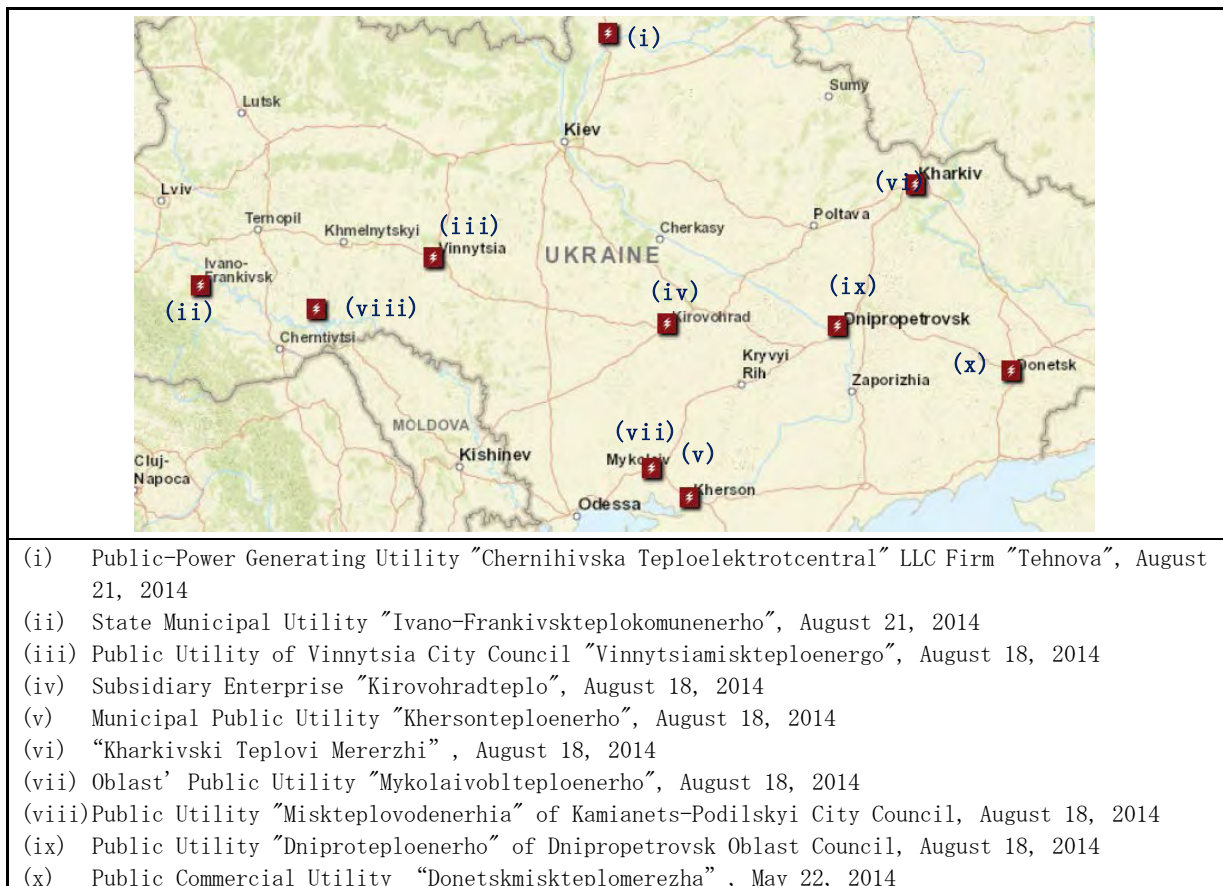 (i)
Sumy
Lutsk
Kiev
Kharkiv
(vi)
Lviv
Ternopil
Khmelnytskyi
(iii)
Vinnytsia
Cherkasy
Poltava
UKRAINE
Ivano-
Frankivsk
(ii)
(viii)
(iv)
Kirovohrad
(ix)
Dnipropetrovsk
Cherntivtsi
Kryvyi
Rih
Zaporizhia
(x)
Donetsk
MOLDOVA
(vii)
(v)
Mykolaiv
Kishinev
Cluj-
Napoca
Kherson
Odessa
(i) Public-Power Generating Utility "Chernihivska Teploelektrotcentral" LLC Firm "Tehnova", August
21, 2014
(ii) State Municipal Utility "Ivano-Frankivskteplokomunenerho", August 21, 2014
(iii) Public Utility of Vinnytsia City Council "Vinnytsiamiskteploenergo", August 18, 2014
(iv) Subsidiary Enterprise "Kirovohradteplo", August 18, 2014
(v) Municipal Public Utility "Khersonteploenerho", August 18, 2014
(vi) “Kharkivski Teplovi Mererzhi” , August 18, 2014
(vii) Oblast' Public Utility "Mykolaivoblteploenerho", August 18, 2014
(viii)Public Utility "Miskteplovodenerhia" of Kamianets-Podilskyi City Council, August 18, 2014
(ix) Public Utility "Dniproteploenerho" of Dnipropetrovsk Oblast Council, August 18, 2014
(x) Public Commercial Utility “Donetskmiskteplomerezha” , May 22, 2014